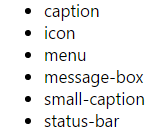 • caption
• icon
• menu
• message-box
• small-caption
• status-bar